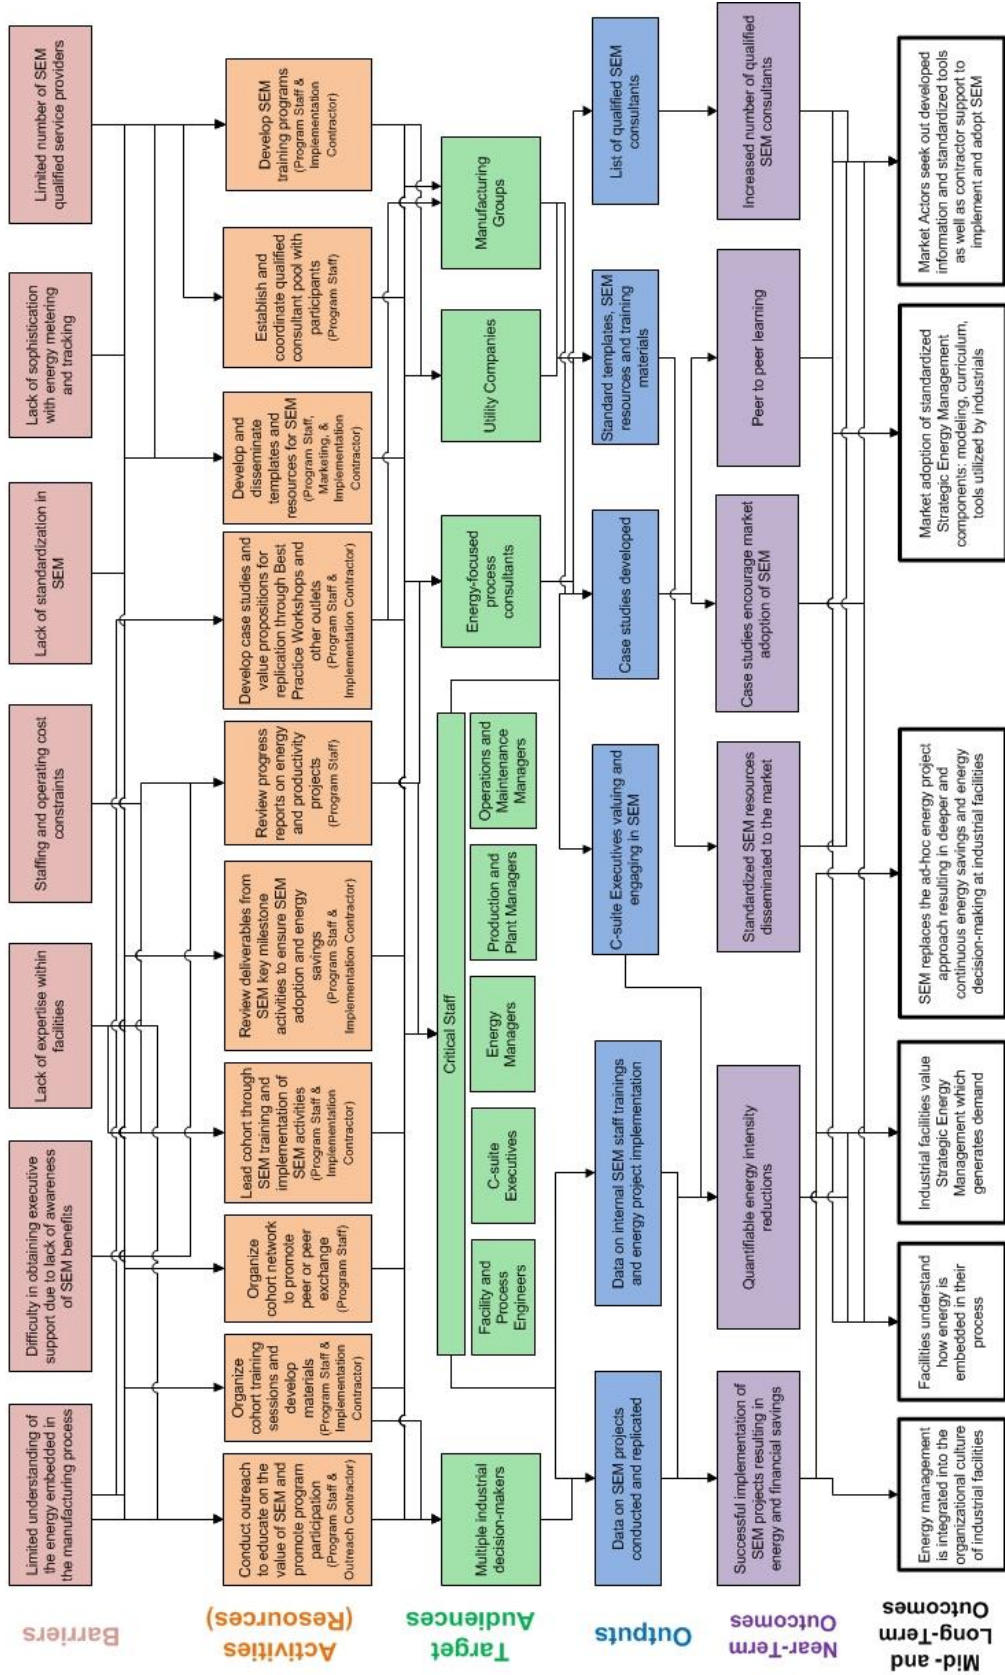 Barriers
Limited understanding of
the energy embedded in
the manufacturing process
Difficulty in obtaining executive
support due to lack of awareness
of SEM benefits
Lack of expertise within
facilities
Staffing and operating cost
constraints
Lack of standardization in
SEM
Lack of sophistication
with energy metering
and tracking
Limited number of SEM
qualified service providers
Activities
(Resources)
Conduct outreach
to educate on the
value of SEM and
promote program
participation
(Program Staff &
Outreach Contractor)
Organize
cohort training
sessions and
develop
materials
(Program Staff &
Implementation
Contractor)
Organize
cohort network
to promote
peer or peer
exchange
(Program Staff)
Lead cohort through
SEM training and
implementation of
SEM activities
(Program Staff &
Implementation
Contractor)
Review deliverables from
SEM key milestone
activities to ensure SEM
adoption and energy
savings
(Program Staff &
Implementation Contractor)
Review progress
reports on energy
and productivity
projects
(Program Staff)
Develop case studies and
value propositions for
replication through Best
Practice Workshops and
other outlets
(Program Staff &
Implementation Contractor)
Develop and
disseminate
templates and
resources for SEM
(Program Staff,
Marketing, &
Implementation
Contractor)
Establish and
coordinate qualified
consultant pool with
participants
(Program Staff)
Develop SEM
training programs
(Program Staff &
Implementation
Contractor)
Target
Audiences
Multiple industrial
decision-makers
Critical Staff
Facility and
Process
Engineers
C-suite
Executives
Energy
Managers
Production and
Plant Managers
Operations and
Maintenance
Managers
Energy-focused
process
consultants
Utility Companies
Manufacturing
Groups
Outputs
Data on SEM projects
conducted and replicated
Data on internal SEM staff trainings
and energy project implementation
C-suite Executives valuing and
engaging in SEM
Case studies developed
Standard templates, SEM
resources and training
materials
List of qualified SEM
consultants
Near-Term
Outcomes
Successful implementation of
SEM projects resulting in
energy and financial savings
Quantifiable energy intensity
reductions
Standardized SEM resources
disseminated to the market
Case studies encourage market
adoption of SEM
Peer to peer learning
Increased number of qualified
SEM consultants
Mid- and
Long-Term
Outcomes
Energy management
is integrated into the
organizational culture
of industrial facilities
Facilities understand
how energy is
embedded in their
process
Industrial facilities value
Strategic Energy
Management which
generates demand
SEM replaces the ad-hoc energy project
approach resulting in deeper and
continuous energy savings and energy
decision-making at industrial facilities
Market adoption of standardized
Strategic Energy Management
components: modeling, curriculum,
tools utilized by industrials
Market Actors seek out developed
information and standardized tools
as well as contractor support to
implement and adopt SEM